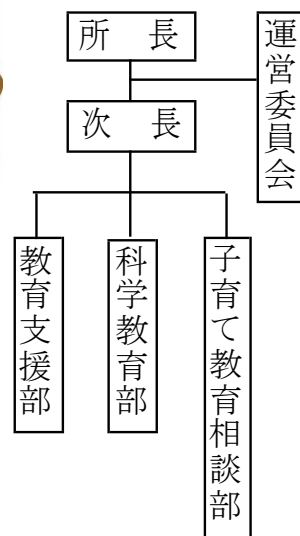 所　長
運営委員会
次　長
教育支援部
科学教育部
子育て教育相談部